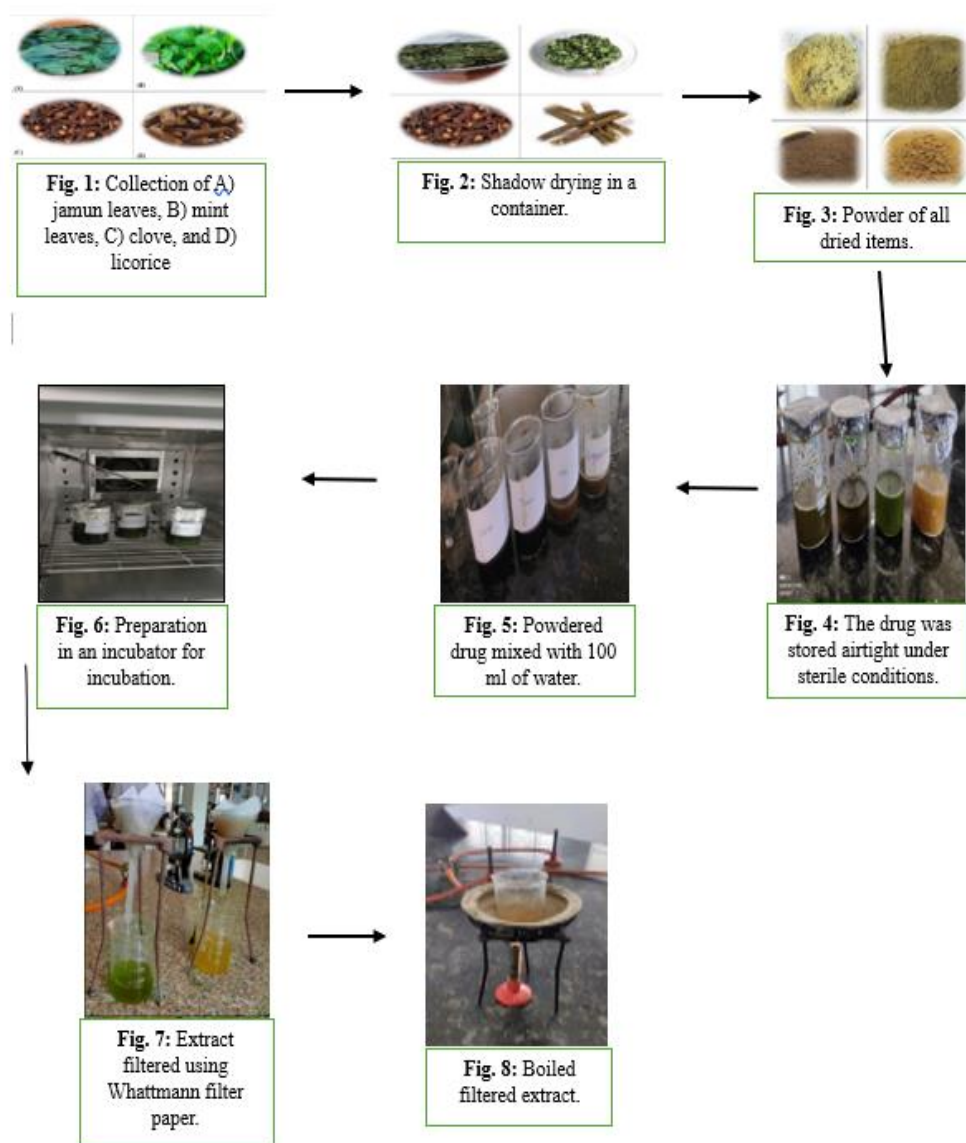 (A)
(B)
(C)
(D)
Fig. 1: Collection of A)
jamun leaves, B) mint
leaves, C) clove, and D)
licorice
Fig. 2: Shadow drying in a
container.
Fig. 3: Powder of all
dried items.
Fig. 6: Preparation
in an incubator for
incubation.
Fig. 5: Powdered
drug mixed with 100
ml of water.
Fig. 4: The drug was
stored airtight under
sterile conditions.
Fig. 7: Extract
filtered using
Whattmann filter
paper.
Fig. 8: Boiled
filtered extract.